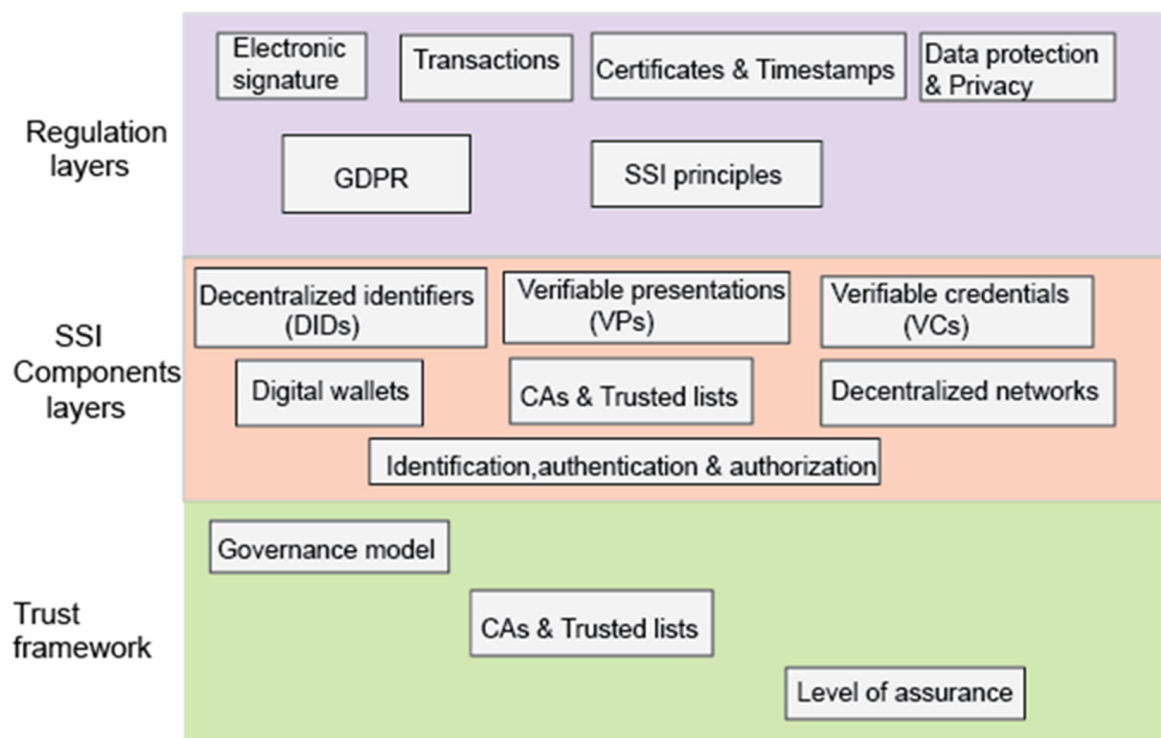 Regulation
layers
Electronic
signature
Transactions
Certificates & Timestamps
Data protection
& Privacy
GDPR
SSI principles
SSI
Components
layers
Decentralized identifiers
(DIDs)
Verifiable presentations
(VPs)
Verifiable credentials
(VCs)
Digital wallets
CAs & Trusted lists
Decentralized networks
Identification,authentication & authorization
Trust
framework
Governance model
CAs & Trusted lists
Level of assurance